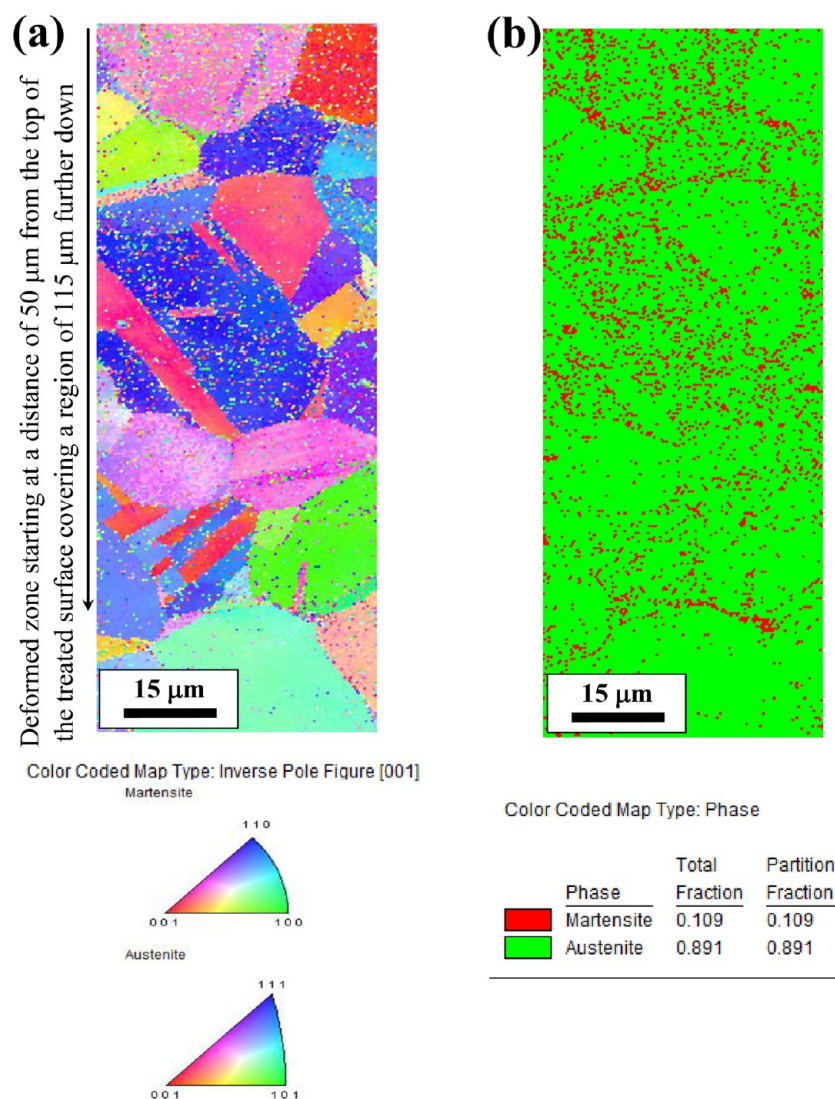 (a)
(b)
Deformed zone starting at a distance of 50 µm from the top of
the treated surface covering a region of 115 µm further down
15 µm
15 µm
Color Coded Map Type: Inverse Pole Figure [001]
Martensite
110
001
100
Austenite
111
001
101
Color Coded Map Type: Phase
Total Partition
Phase Fraction Fraction
Martensite 0.109 0.109
Austenite 0.891 0.891